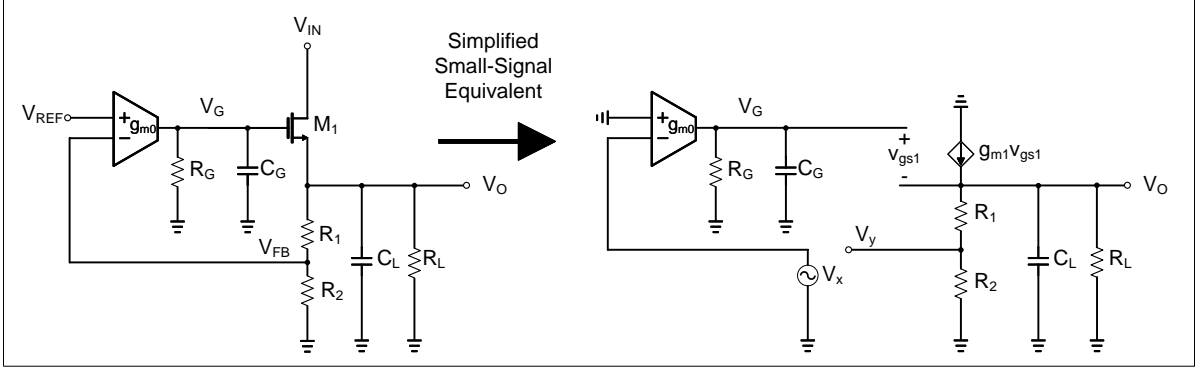 V_IN
Simplified
Small-Signal
Equivalent
V_REF
+
g_m0
-
V_G
M_1
R_G
C_G
V_O
R_1
V_FB
R_2
C_L
R_L
+
g_m0
-
V_G
R_G
C_G
+
v_gs1
-
g_m1v_gs1
V_O
R_1
V_y
V_x
R_2
C_L
R_L